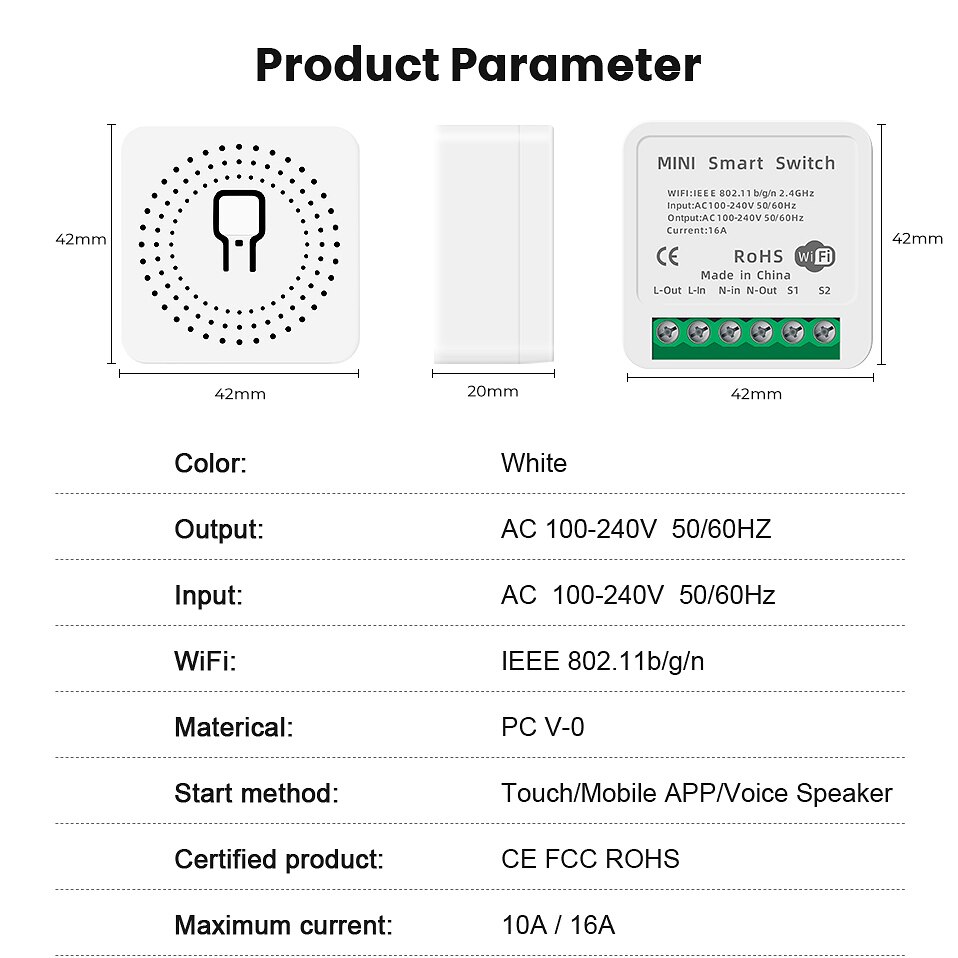 Product Parameter
42mm
42mm
20mm
MINI Smart Switch
WIFI:IEEE 802.11 b/g/n 2.4GHz
Input:AC100-240V 50/60Hz
Output:AC100-240V 50/60Hz
Current:16A
CE RoHS WiFi
Made in China
L-Out L-In N-in N-Out S1 S2
42mm
42mm
Color: White
Output: AC 100-240V 50/60HZ
Input: AC 100-240V 50/60Hz
WiFi: IEEE 802.11b/g/n
Materical: PC V-0
Start method: Touch/Mobile APP/Voice Speaker
Certified product: CE FCC ROHS
Maximum current: 10A / 16A